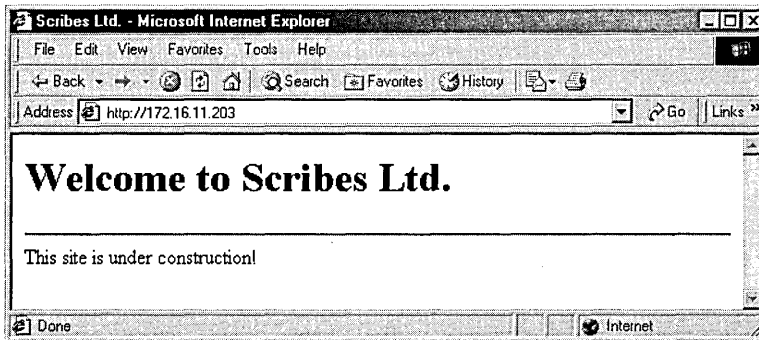 Scribes Ltd. - Microsoft Internet Explorer
File Edit View Favorites Tools Help
Back Search Favorites History
Address http://172.16.11.203 Go Links »
Welcome to Scribes Ltd.
This site is under construction!
Done Internet